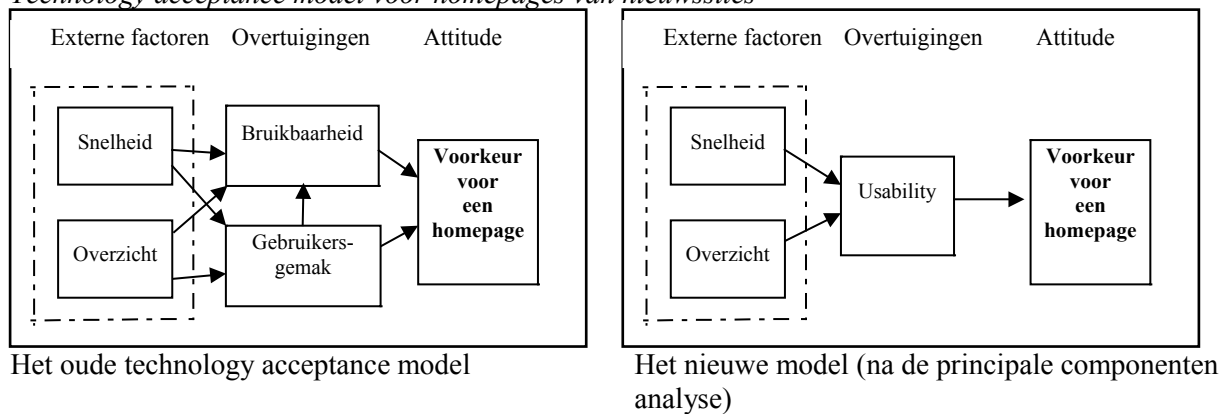 Technology acceptance model voor homepages van nieuwssites
Externe factoren Overtuigingen Attitude
Snelheid
Bruikbaarheid
Voorkeur
voor
een
homepage
Overzicht
Gebruikers-
gemak
Het oude technology acceptance model
Externe factoren Overtuigingen Attitude
Snelheid
Usability
Voorkeur
voor
een
homepage
Overzicht
Het nieuwe model (na de principale componenten
analyse)